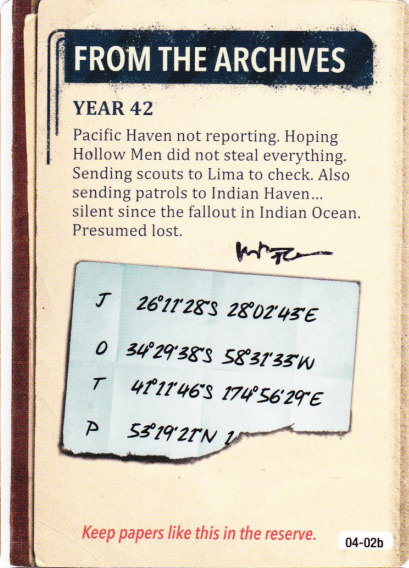 FROM THE ARCHIVES
YEAR 42
Pacific Haven not reporting. Hoping
Hollow Men did not steal everything.
Sending scouts to Lima to check. Also
sending patrols to Indian Haven...
silent since the fallout in Indian Ocean.
Presumed lost.
J 26°11'28"S 28°02'43"E
O 34°29'38"S 58°31'33"W
T 41°11'46"S 174°56'29"E
P 53°19'21"N
Keep papers like this in the reserve.
04-02b